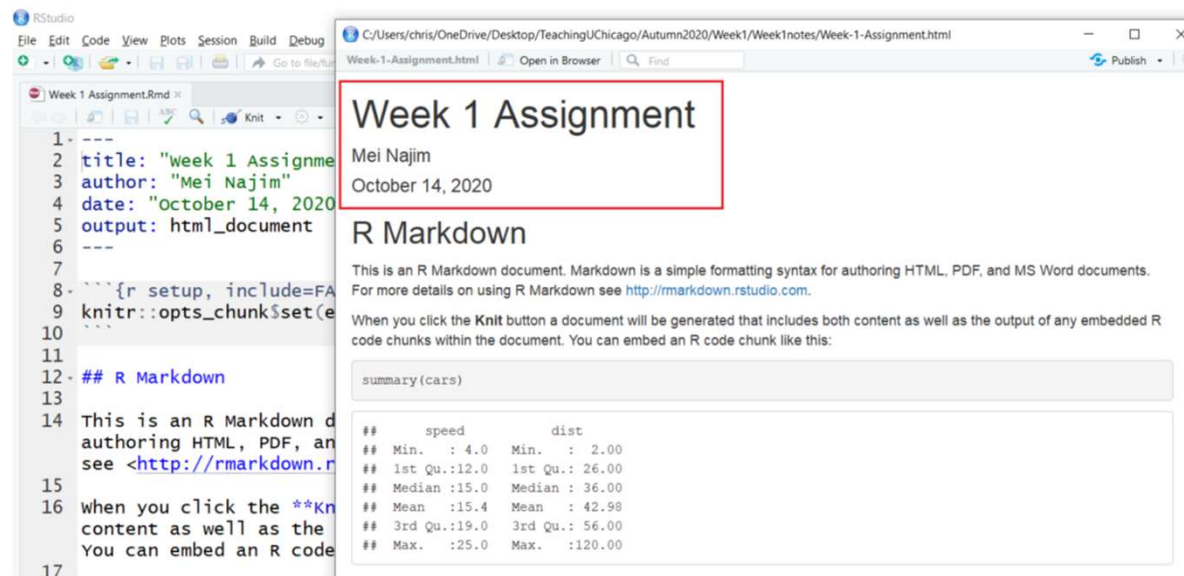 RStudio
File Edit Code View Plots Session Build Debug
Go to file/fun
Week 1 Assignment.Rmd
ABC Knit
1 ---
2 title: "Week 1 Assignme
3 author: "Mei Najim"
4 date: "October 14, 2020
5 output: html_document
6 ---
7
8 ```{r setup, include=FA
9 knitr::opts_chunk$set(e
10 ```
11
12 ## R Markdown
13
14 This is an R Markdown d
authoring HTML, PDF, an
see <http://rmarkdown.r
15
16 When you click the **Kn
content as well as the
You can embed an R code
17
C:/Users/chris/OneDrive/Desktop/TeachingUChicago/Autumn2020/Week1/Week1notes/Week-1-Assignment.html
Week-1-Assignment.html Open in Browser Find Publish
Week 1 Assignment
Mei Najim
October 14, 2020
R Markdown
This is an R Markdown document. Markdown is a simple formatting syntax for authoring HTML, PDF, and MS Word documents.
For more details on using R Markdown see http://rmarkdown.rstudio.com.
When you click the Knit button a document will be generated that includes both content as well as the output of any embedded R
code chunks within the document. You can embed an R code chunk like this:
summary(cars)
##      speed           dist
## Min.   : 4.0   Min.   :  2.00
## 1st Qu.:12.0   1st Qu.: 26.00
## Median :15.0   Median : 36.00
## Mean   :15.4   Mean   : 42.98
## 3rd Qu.:19.0   3rd Qu.: 56.00
## Max.   :25.0   Max.   :120.00